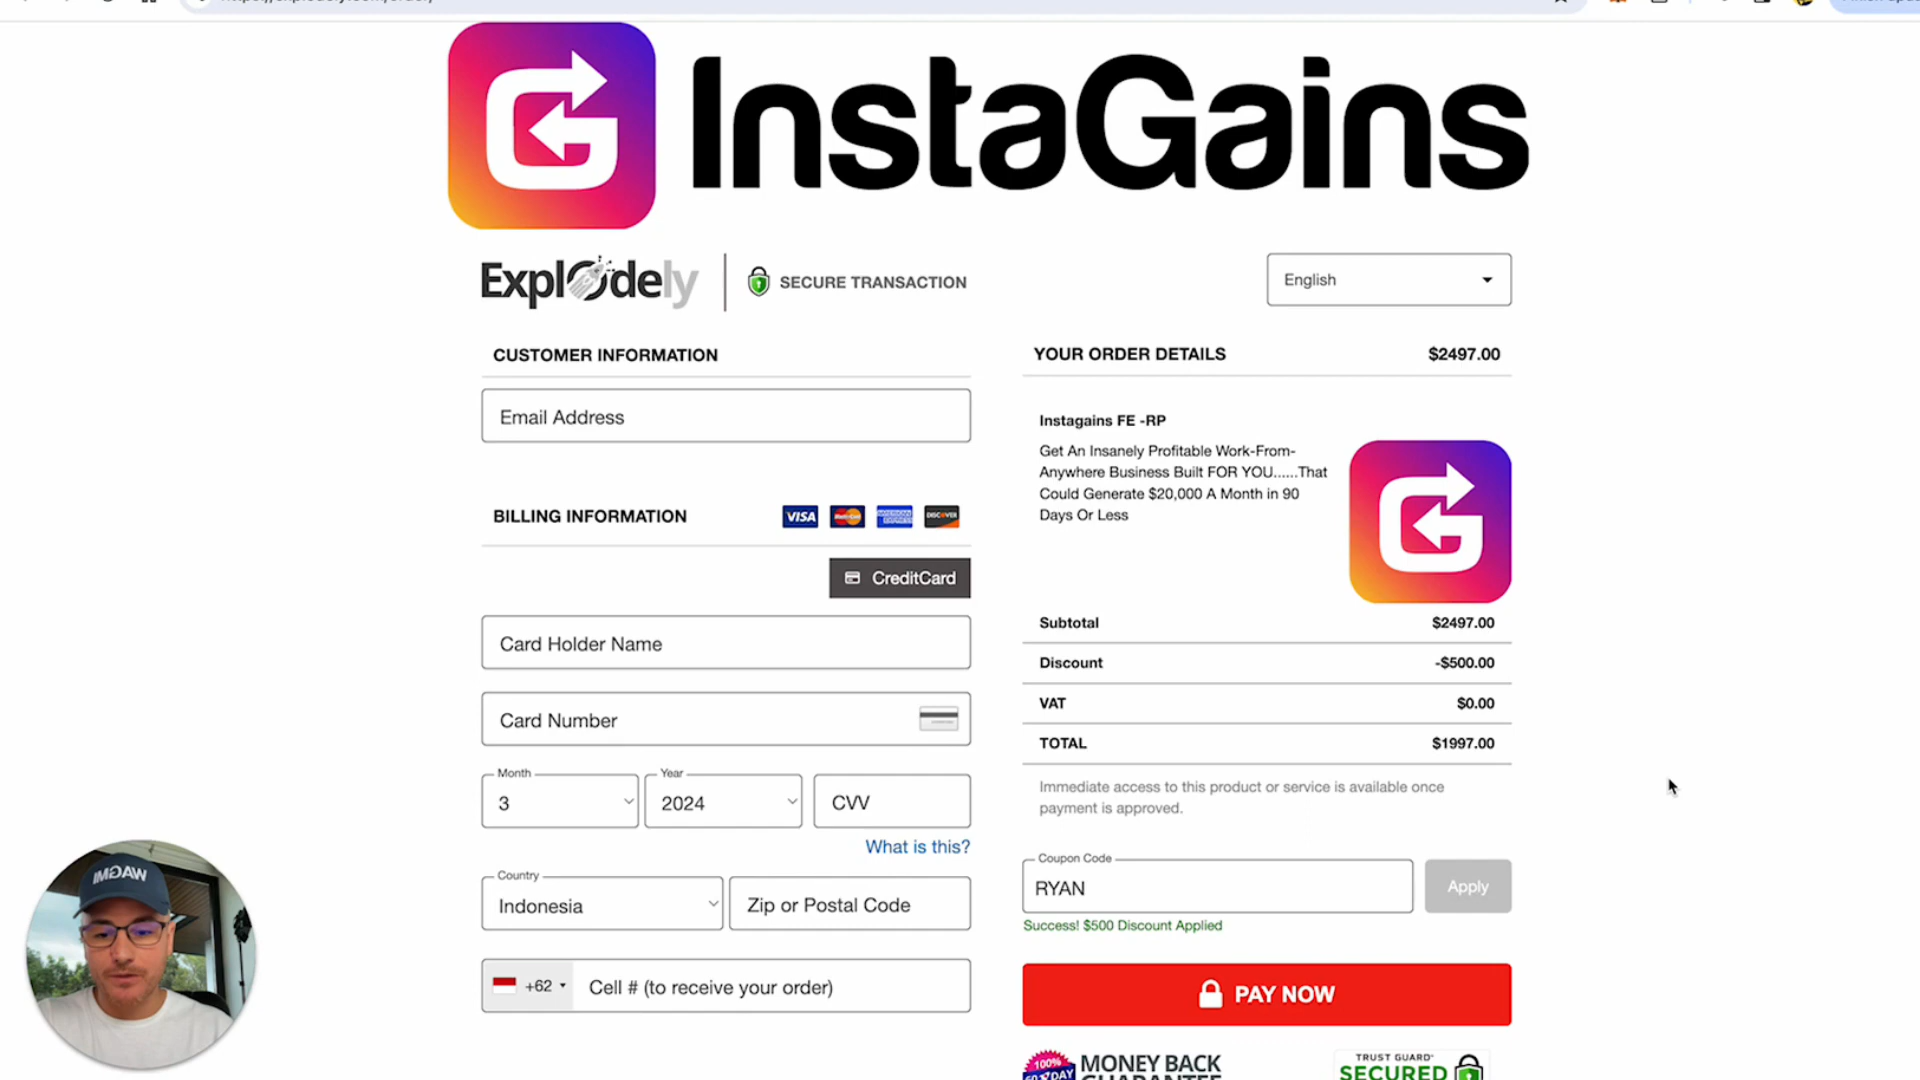 InstaGains
Explodely
SECURE TRANSACTION
English
CUSTOMER INFORMATION
Email Address
BILLING INFORMATION
VISA
DISCOVER
CreditCard
Card Holder Name
Card Number
Month
3
Year
2024
CVV
What is this?
Country
Indonesia
Zip or Postal Code
+62
Cell # (to receive your order)
YOUR ORDER DETAILS $2497.00
Instagains FE -RP
Get An Insanely Profitable Work-From-
Anywhere Business Built FOR YOU......That
Could Generate $20,000 A Month in 90
Days Or Less
Subtotal $2497.00
Discount -$500.00
VAT $0.00
TOTAL $1997.00
Immediate access to this product or service is available once
payment is approved.
Coupon Code
RYAN
Apply
Success! $500 Discount Applied
PAY NOW
100%
MONEY BACK
GUARANTEE
TRUST GUARD
SECURED